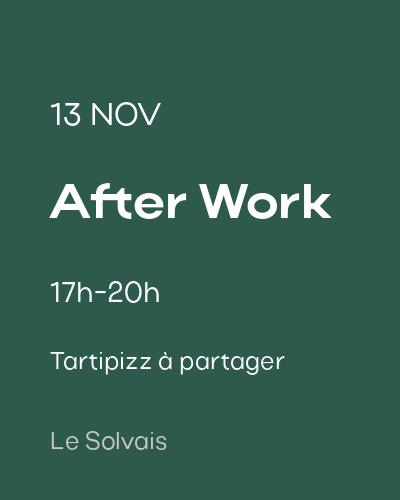 13 NOV
After Work
17h-20h
Tartipizz à partager
Le Solvais